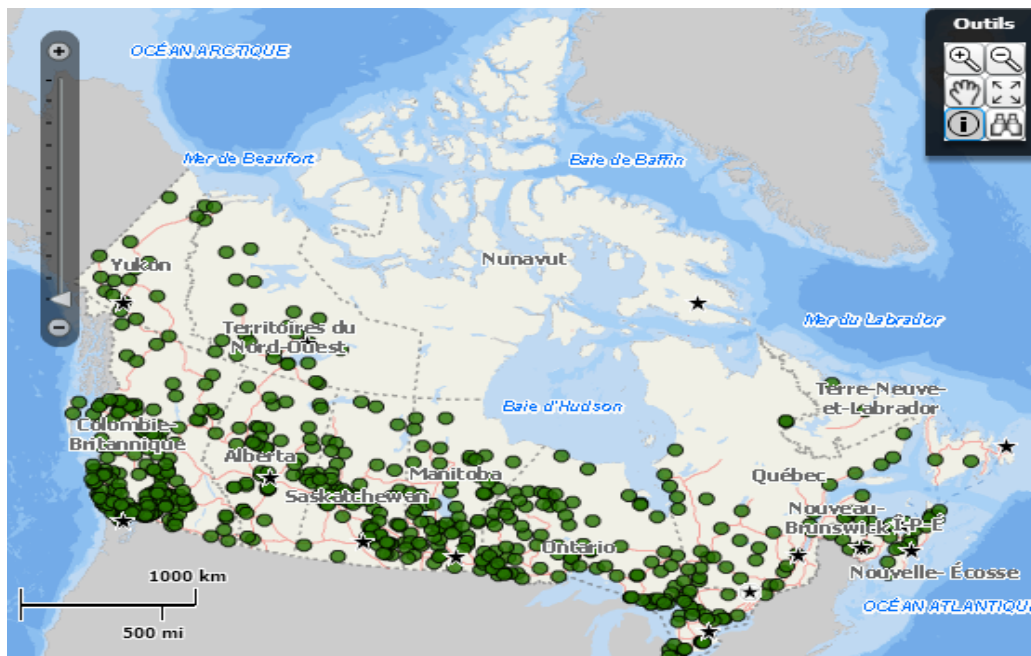 Outils
OCÉAN ARCTIQUE
Mer de Beaufort
Baie de Baffin
Nunavut
Yukon
Mer du Labrador
Territoires du
Nord-Ouest
Terre-Neuve-
et-Labrador
Baie d'Hudson
Colombie-
Britannique
Alberta
Manitoba
Québec
Saskatchewan
Nouveau-
Brunswick
Î-P-É
Ontario
Nouvelle- Écosse
1000 km
500 mi
OCÉAN ATLANTIQUE